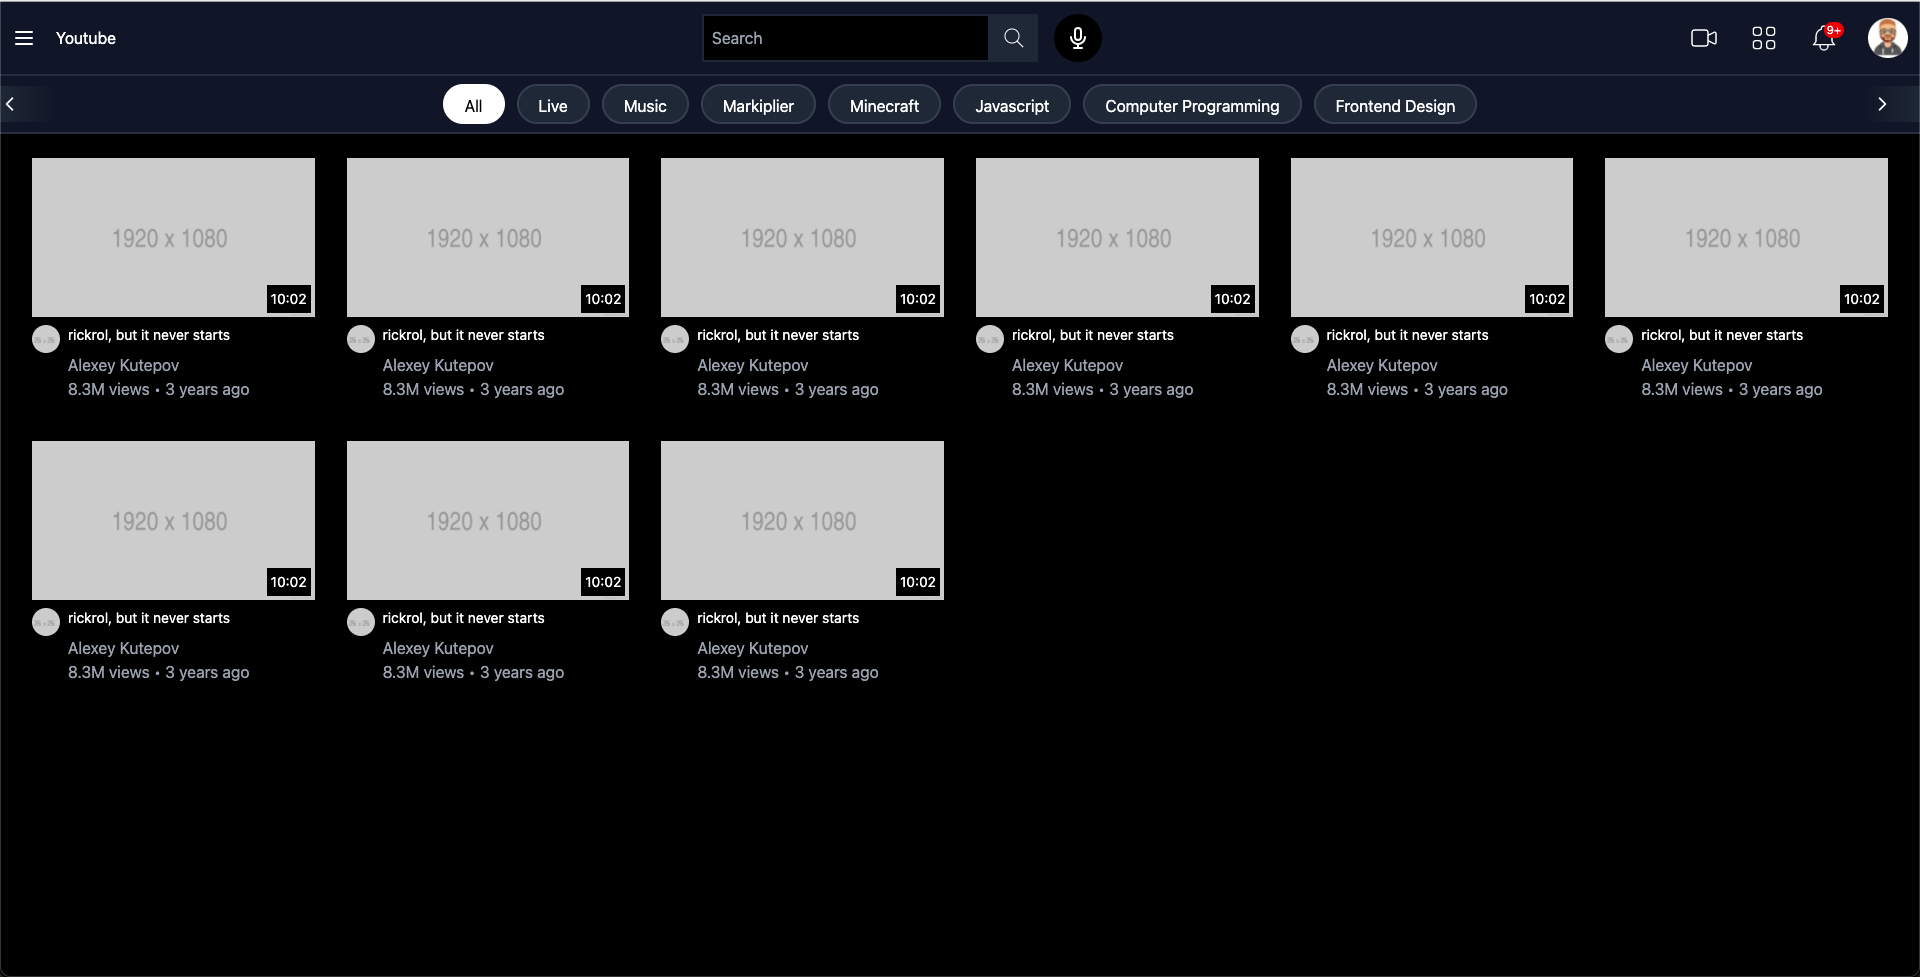 Youtube
Search
9+
All
Live
Music
Markiplier
Minecraft
Javascript
Computer Programming
Frontend Design
1920 x 1080
10:02
rickrol, but it never starts
Alexey Kutepov
8.3M views • 3 years ago
1920 x 1080
10:02
rickrol, but it never starts
Alexey Kutepov
8.3M views • 3 years ago
1920 x 1080
10:02
rickrol, but it never starts
Alexey Kutepov
8.3M views • 3 years ago
1920 x 1080
10:02
rickrol, but it never starts
Alexey Kutepov
8.3M views • 3 years ago
1920 x 1080
10:02
rickrol, but it never starts
Alexey Kutepov
8.3M views • 3 years ago
1920 x 1080
10:02
rickrol, but it never starts
Alexey Kutepov
8.3M views • 3 years ago
1920 x 1080
10:02
rickrol, but it never starts
Alexey Kutepov
8.3M views • 3 years ago
1920 x 1080
10:02
rickrol, but it never starts
Alexey Kutepov
8.3M views • 3 years ago
1920 x 1080
10:02
rickrol, but it never starts
Alexey Kutepov
8.3M views • 3 years ago